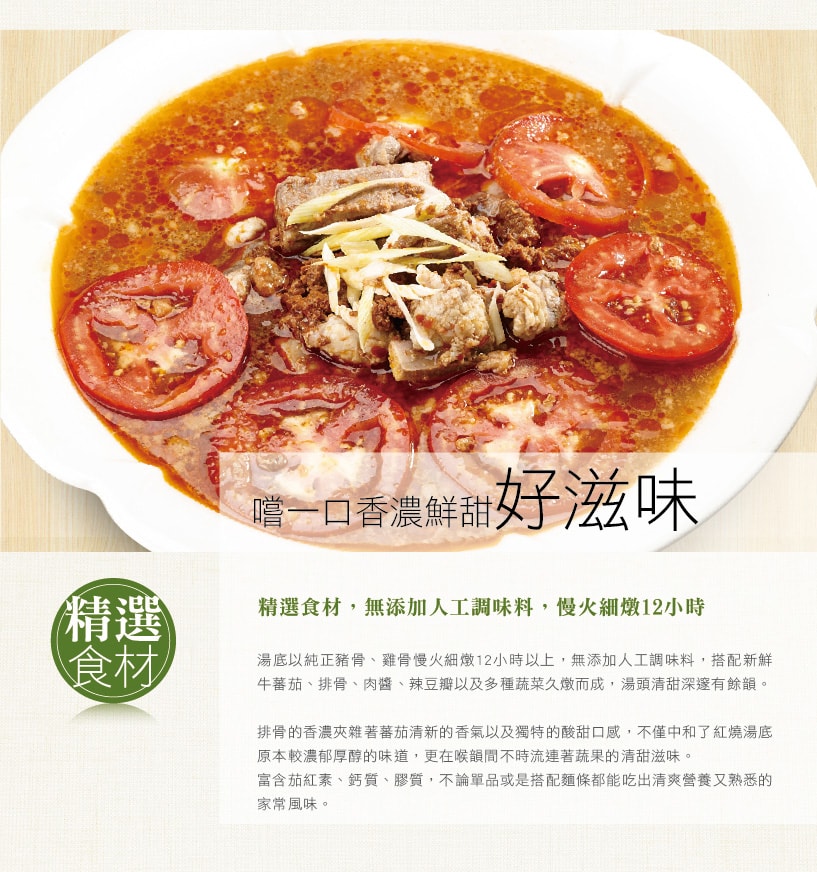 嚐一口香濃鮮甜好滋味
精選
食材
精選食材，無添加人工調味料，慢火細燉12小時
湯底以純正豬骨、雞骨慢火細燉12小時以上，無添加人工調味料，搭配新鮮
牛蕃茄、排骨、肉醬、辣豆瓣以及多種蔬菜久燉而成，湯頭清甜深邃有餘韻。
排骨的香濃夾雜著蕃茄清新的香氣以及獨特的酸甜口感，不僅中和了紅燒湯底
原本較濃郁厚醇的味道，更在喉韻間不時流連著蔬果的清甜滋味。
富含茄紅素、鈣質、膠質，不論單品或是搭配麵條都能吃出清爽營養又熟悉的
家常風味。